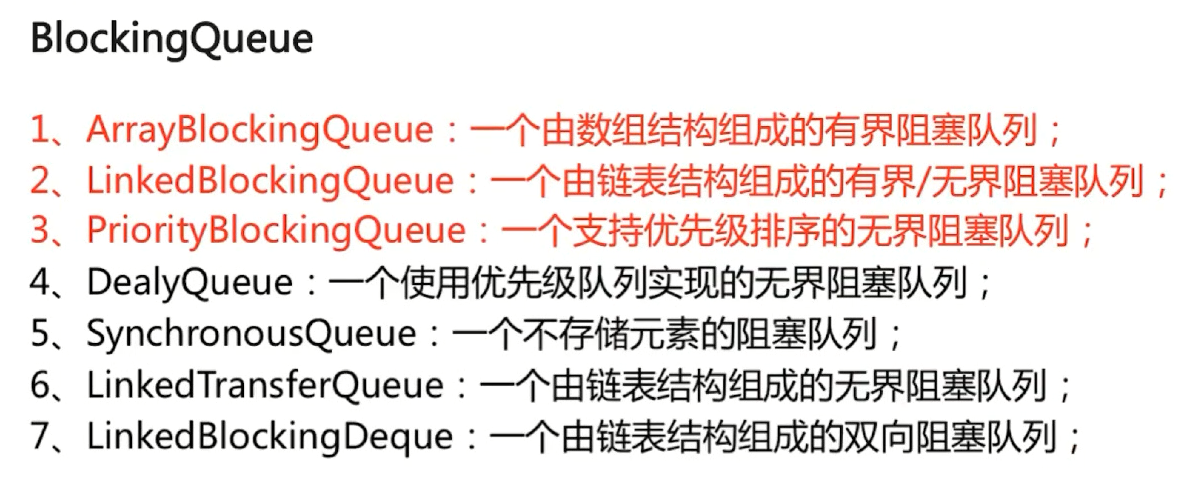 BlockingQueue
1、ArrayBlockingQueue：一个由数组结构组成的有界阻塞队列；
2、LinkedBlockingQueue：一个由链表结构组成的有界/无界阻塞队列；
3、PriorityBlockingQueue：一个支持优先级排序的无界阻塞队列；
4、DealyQueue：一个使用优先级队列实现的无界阻塞队列；
5、SynchronousQueue：一个不存储元素的阻塞队列；
6、LinkedTransferQueue：一个由链表结构组成的无界阻塞队列；
7、LinkedBlockingDeque：一个由链表结构组成的双向阻塞队列；